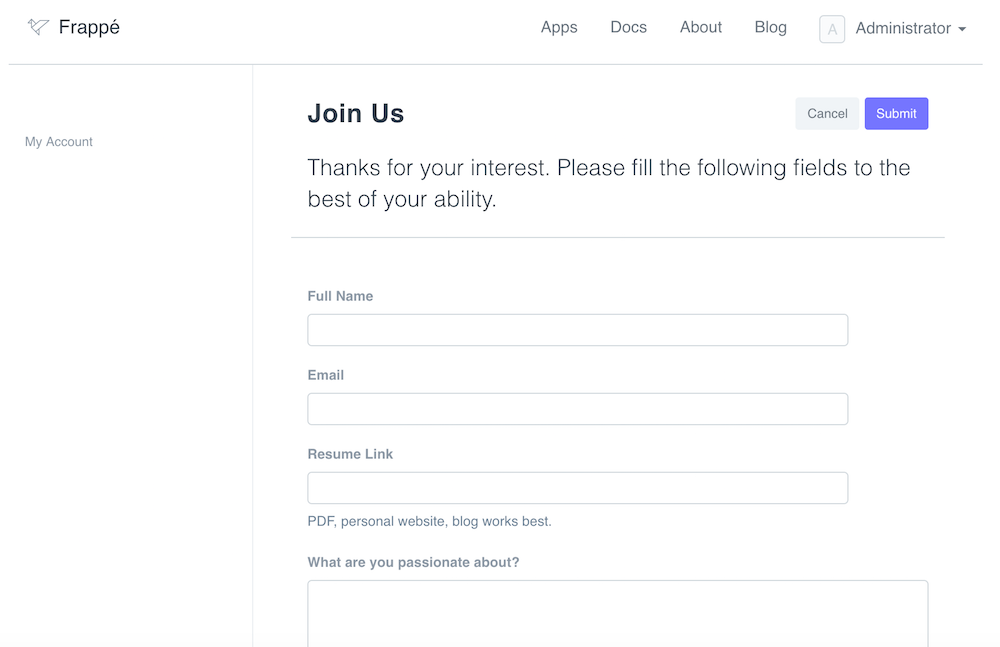 Frappé
Apps
Docs
About
Blog
A
Administrator
My Account
Join Us
Cancel
Submit
Thanks for your interest. Please fill the following fields to the
best of your ability.
Full Name
Email
Resume Link
PDF, personal website, blog works best.
What are you passionate about?